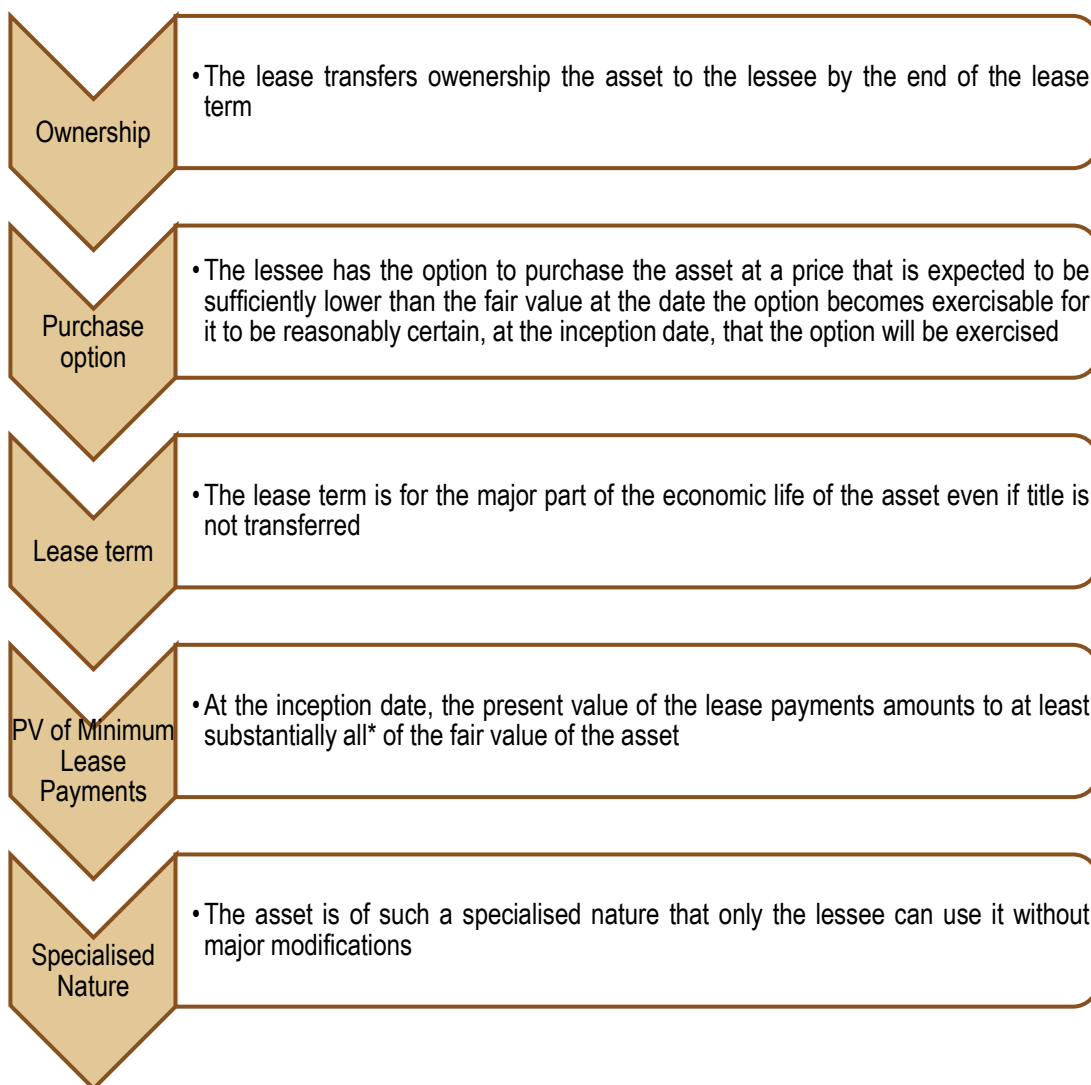 Ownership
• The lease transfers owenership the asset to the lessee by the end of the lease
term
Purchase
option
• The lessee has the option to purchase the asset at a price that is expected to be
sufficiently lower than the fair value at the date the option becomes exercisable for
it to be reasonably certain, at the inception date, that the option will be exercised
Lease term
• The lease term is for the major part of the economic life of the asset even if title is
not transferred
PV of Minimum
Lease
Payments
• At the inception date, the present value of the lease payments amounts to at least
substantially all* of the fair value of the asset
Specialised
Nature
• The asset is of such a specialised nature that only the lessee can use it without
major modifications